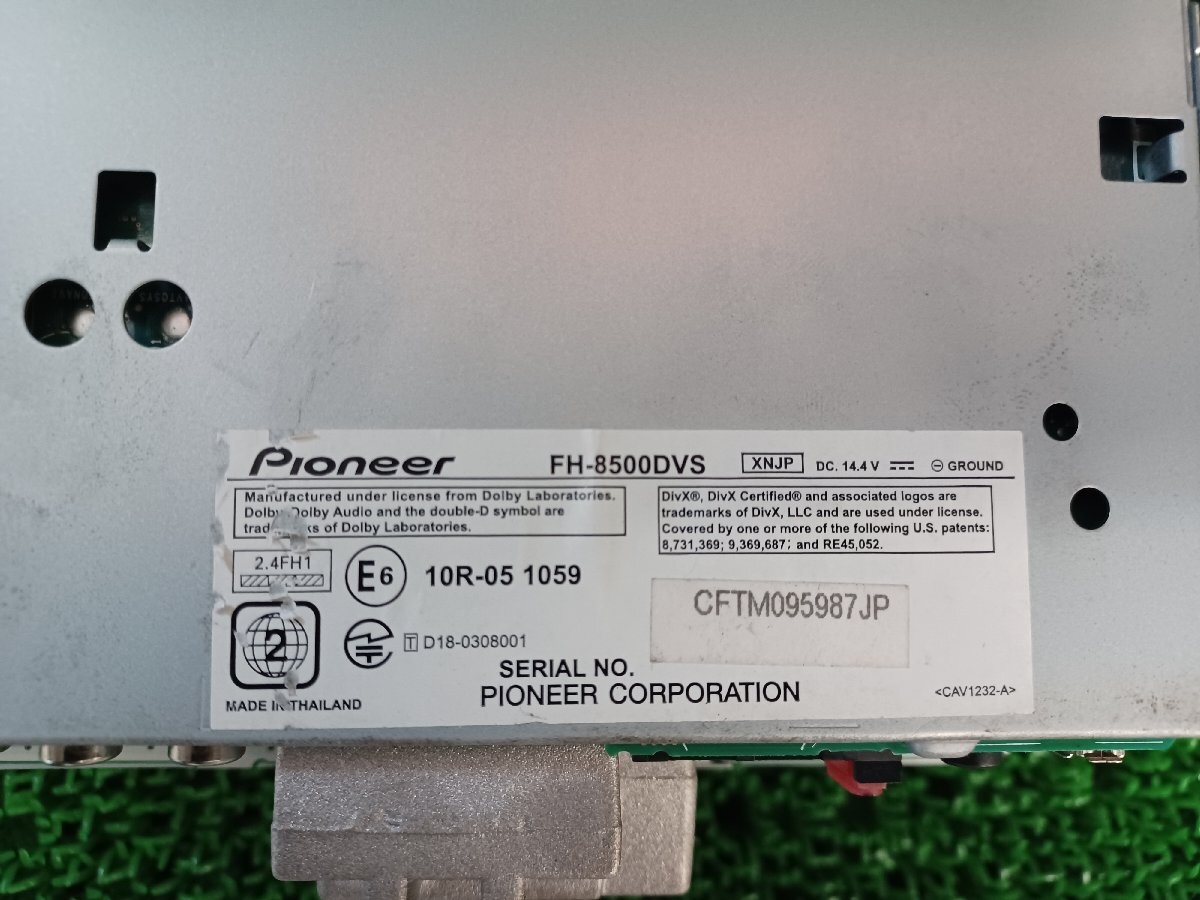 Pioneer FH-8500DVS XNJP DC. 14.4 V ⎓ ⊖ GROUND
Manufactured under license from Dolby Laboratories.
Dolby, Dolby Audio and the double-D symbol are
trademarks of Dolby Laboratories.
DivX®, DivX Certified® and associated logos are
trademarks of DivX, LLC and are used under license.
Covered by one or more of the following U.S. patents:
8,731,369; 9,369,687; and RE45,052.
2.4FH1
E6 10R-05 1059
CFTM095987JP
2
T D18-0308001
SERIAL NO.
MADE IN THAILAND
PIONEER CORPORATION
<CAV1232-A>